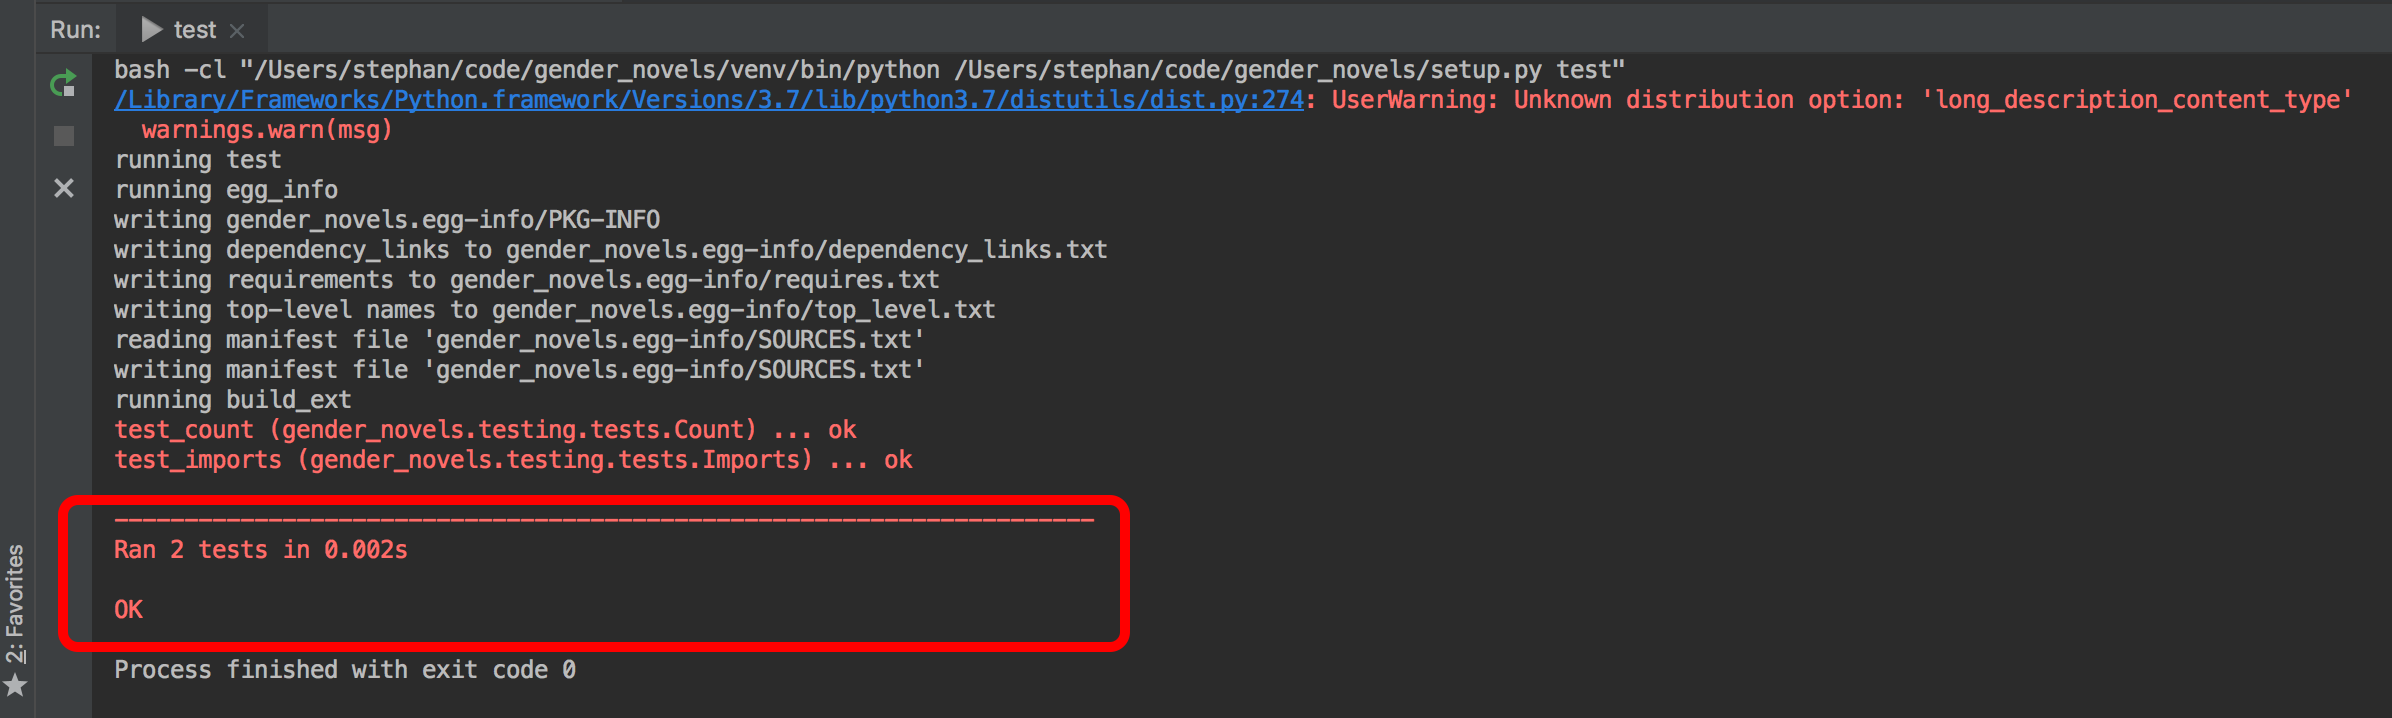 Run: test
bash -cl "/Users/stephan/code/gender_novels/venv/bin/python /Users/stephan/code/gender_novels/setup.py test"
/Library/Frameworks/Python.framework/Versions/3.7/lib/python3.7/distutils/dist.py:274: UserWarning: Unknown distribution option: 'long_description_content_type'
  warnings.warn(msg)
running test
running egg_info
writing gender_novels.egg-info/PKG-INFO
writing dependency_links to gender_novels.egg-info/dependency_links.txt
writing requirements to gender_novels.egg-info/requires.txt
writing top-level names to gender_novels.egg-info/top_level.txt
reading manifest file 'gender_novels.egg-info/SOURCES.txt'
writing manifest file 'gender_novels.egg-info/SOURCES.txt'
running build_ext
test_count (gender_novels.testing.tests.Count) ... ok
test_imports (gender_novels.testing.tests.Imports) ... ok
----------------------------------------------------------------------
Ran 2 tests in 0.002s
OK
Process finished with exit code 0
2: Favorites